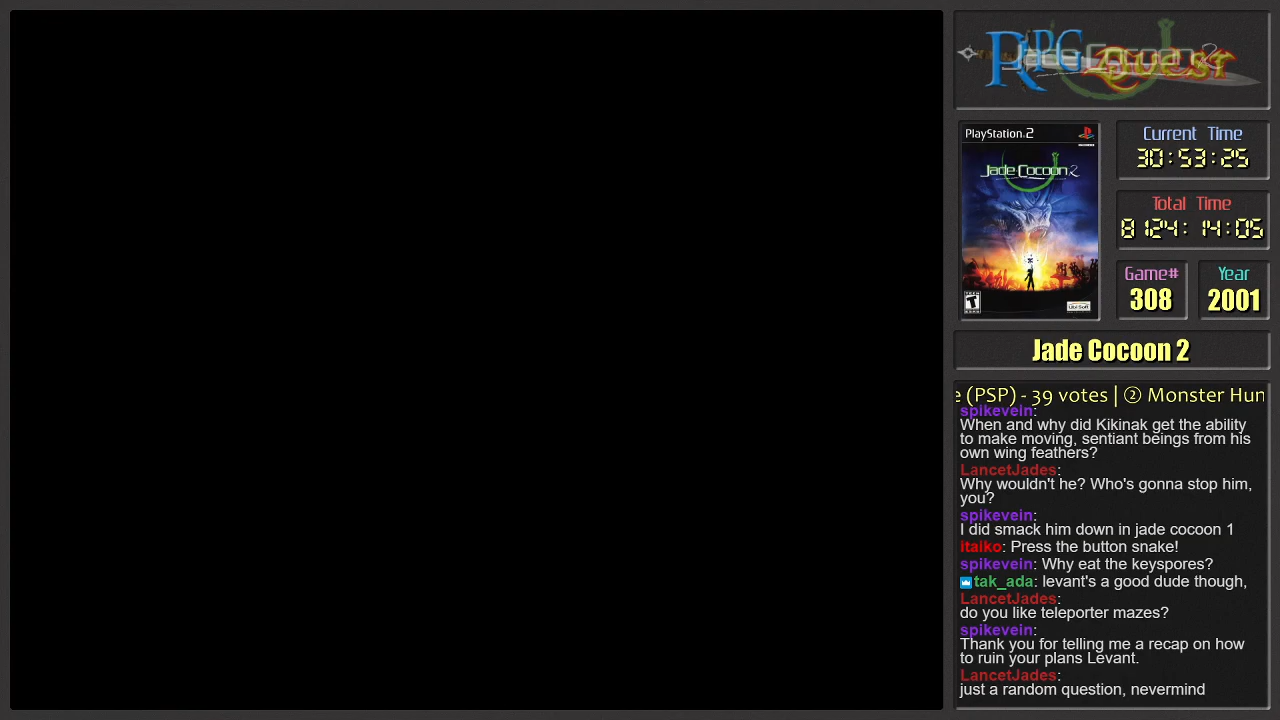 RPG Quest
Jade Cocoon 2
PlayStation.2
Jade Cocoon 2
TEEN
Ubi Soft
Current Time
30:53:25
Total Time
8124:14:05
Game#
308
Year
2001
Jade Cocoon 2
e (PSP) - 39 votes | ② Monster Hun
spikevein:
When and why did Kikinak get the ability
to make moving, sentiant beings from his
own wing feathers?
LancetJades:
Why wouldn't he? Who's gonna stop him,
you?
spikevein:
I did smack him down in jade cocoon 1
itaiko: Press the button snake!
spikevein: Why eat the keyspores?
tak_ada: levant's a good dude though,
LancetJades:
do you like teleporter mazes?
spikevein:
Thank you for telling me a recap on how
to ruin your plans Levant.
LancetJades:
just a random question, nevermind